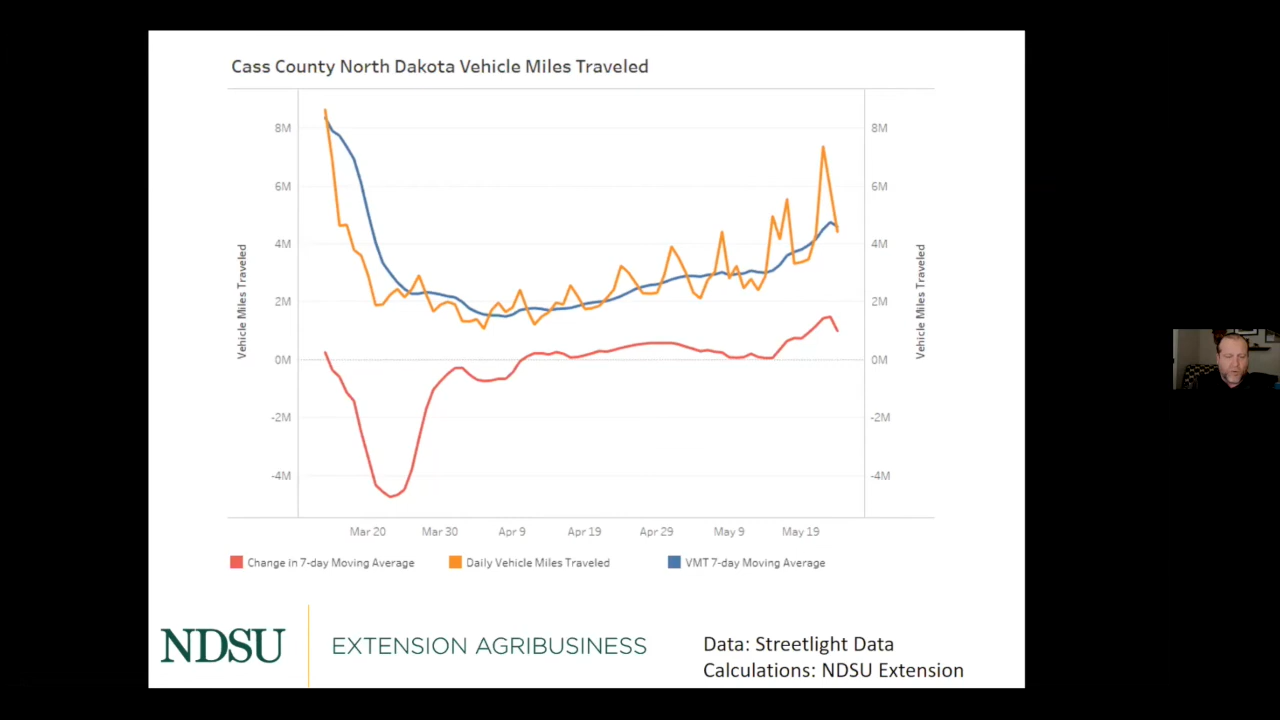 Cass County North Dakota Vehicle Miles Traveled
8M 8M
6M 6M
4M 4M
2M 2M
0M 0M
-2M -2M
-4M -4M
Vehicle Miles Traveled
Vehicle Miles Traveled
Mar 20 Mar 30 Apr 9 Apr 19 Apr 29 May 9 May 19
Change in 7-day Moving Average Daily Vehicle Miles Traveled VMT 7-day Moving Average
NDSU EXTENSION AGRIBUSINESS
Data: Streetlight Data
Calculations: NDSU Extension